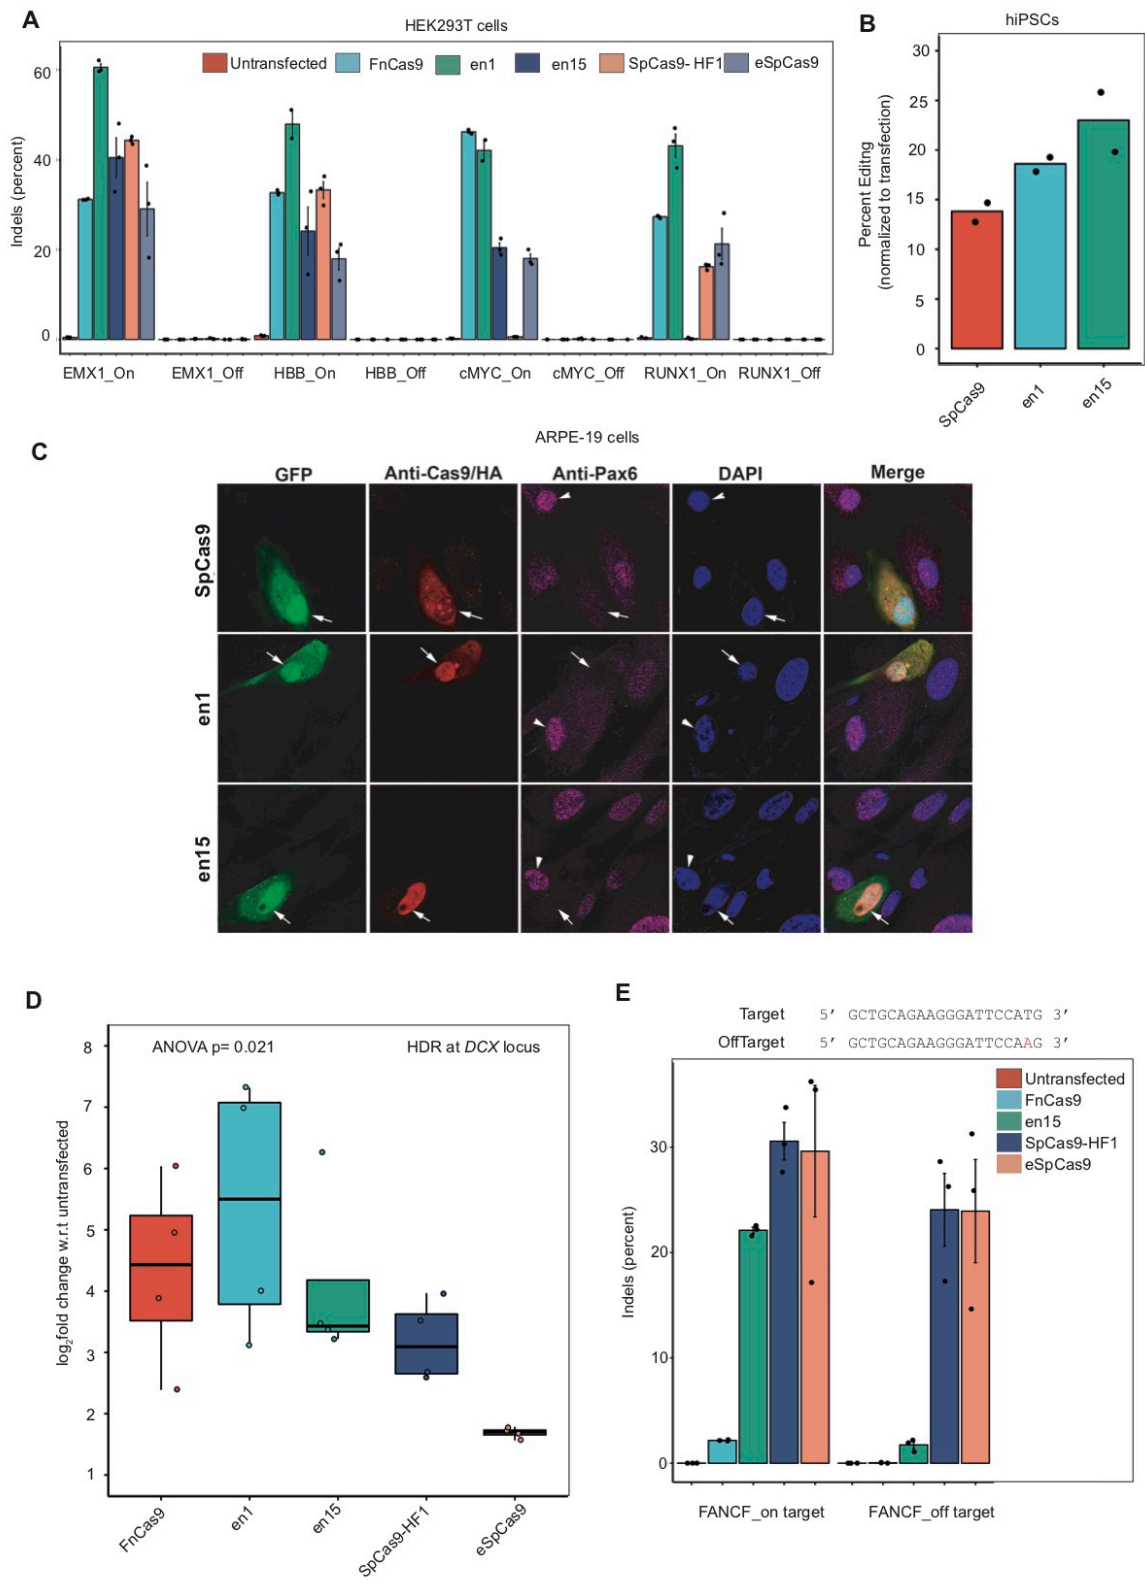 A
HEK293T cells
Untransfected FnCas9 en1 en15 SpCas9- HF1 eSpCas9
Indels (percent)
60
40
20
0
EMX1_On EMX1_Off HBB_On HBB_Off cMYC_On cMYC_Off RUNX1_On RUNX1_Off
B
hiPSCs
Percent Editng
(normalized to transfection)
30
25
20
15
10
5
0
SpCas9 en1 en15
C
ARPE-19 cells
GFP Anti-Cas9/HA Anti-Pax6 DAPI Merge
SpCas9
en1
en15
D
ANOVA p= 0.021 HDR at DCX locus
log2fold change w.r.t untransfected
8
7
6
5
4
3
2
1
FnCas9 en1 en15 SpCas9-HF1 eSpCas9
E
Target 5′ GCTGCAGAAGGGATTCCATG 3′
OffTarget 5′ GCTGCAGAAGGGATTCCAAG 3′
Untransfected
FnCas9
en15
SpCas9-HF1
eSpCas9
Indels (percent)
30
20
10
0
FANCF_on target FANCF_off target